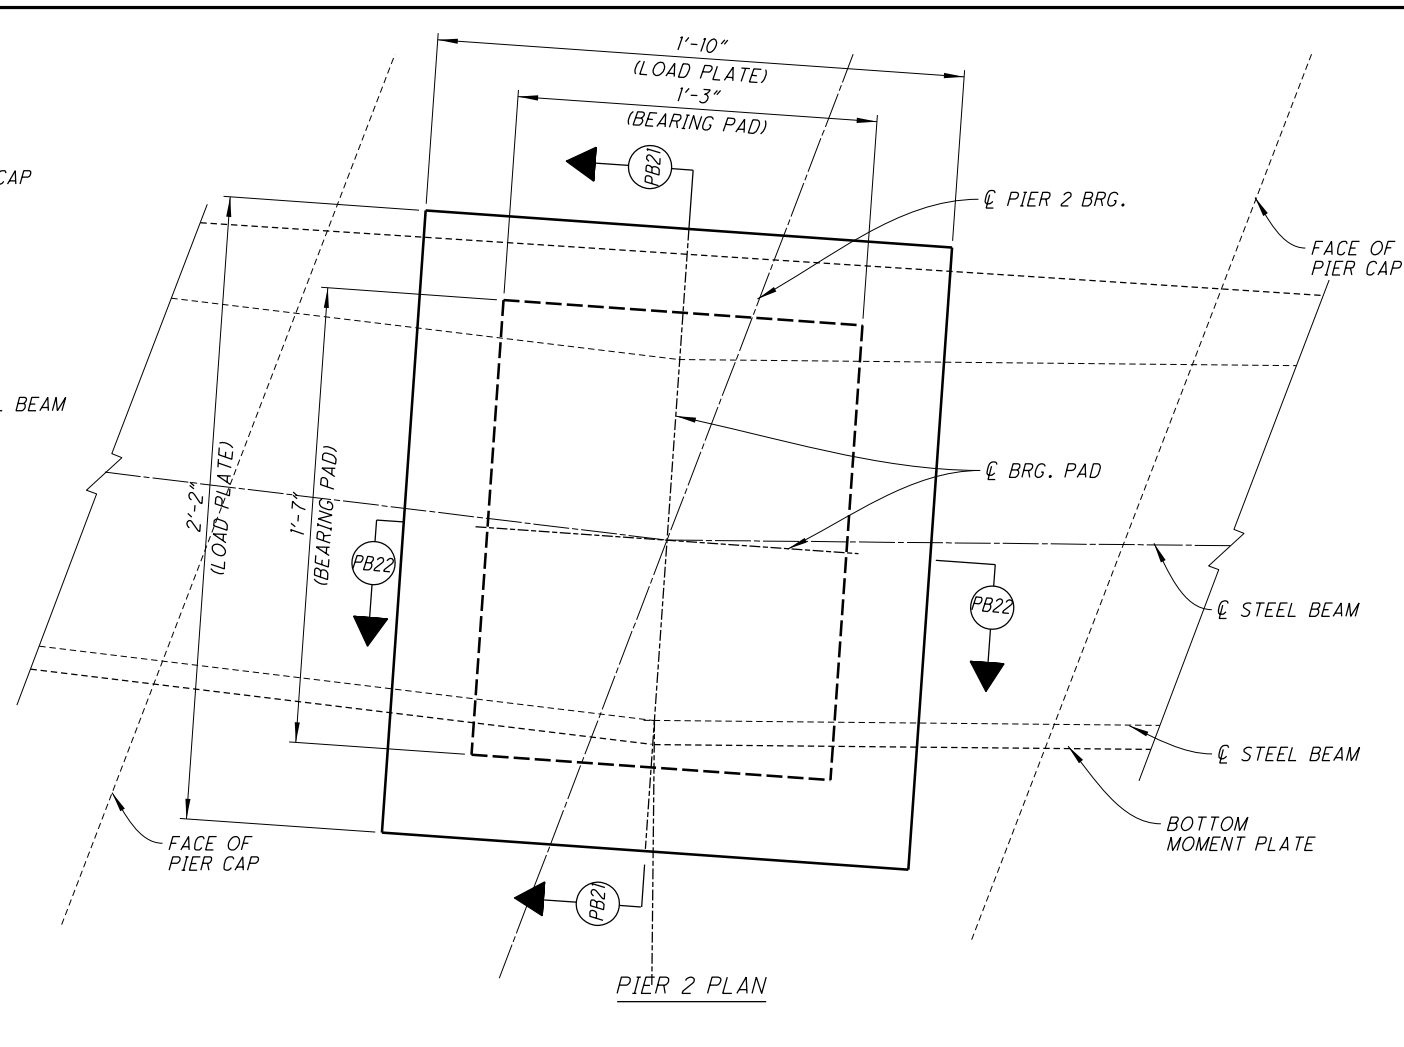 1'-10"
(LOAD PLATE)
1'-3"
(BEARING PAD)
PB21
CAP
℄ PIER 2 BRG.
FACE OF
PIER CAP
BEAM
℄ BRG. PAD
2'-2"
(LOAD PLATE)
1'-7"
(BEARING PAD)
PB22
PB22
℄ STEEL BEAM
℄ STEEL BEAM
BOTTOM
MOMENT PLATE
FACE OF
PIER CAP
PB21
PIER 2 PLAN